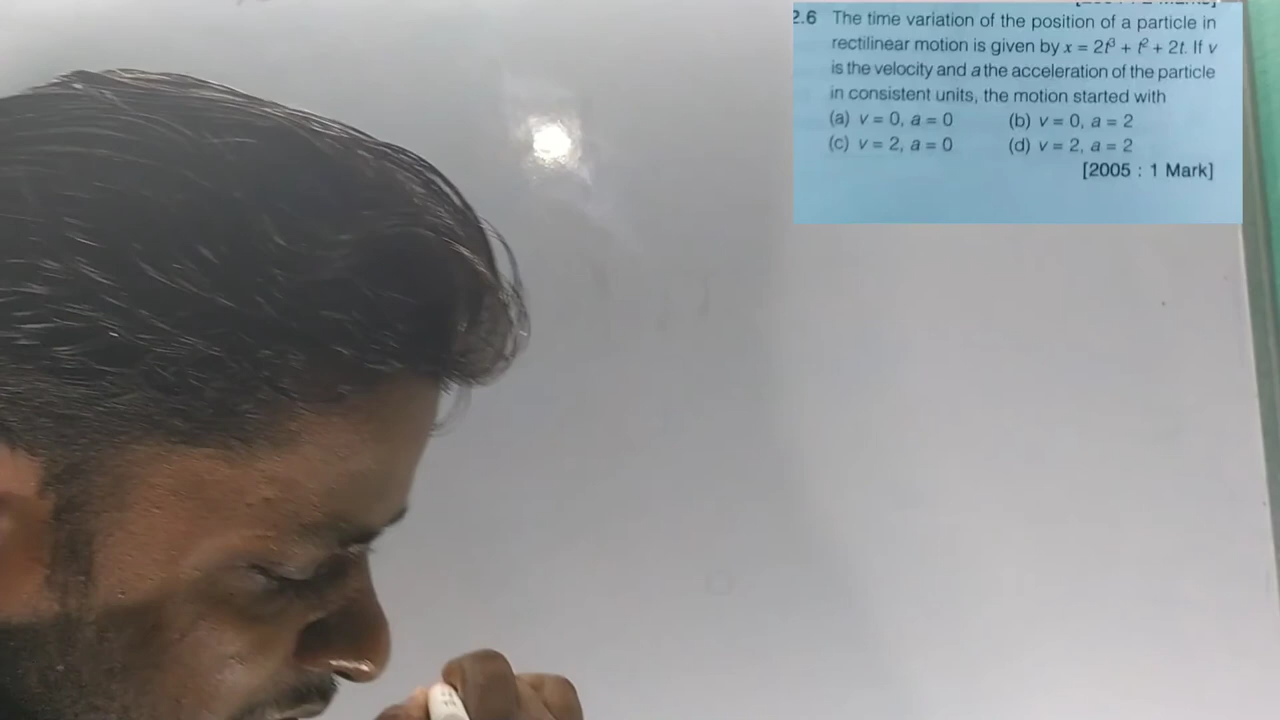 2.6 The time variation of the position of a particle in
rectilinear motion is given by x = 2t³ + t² + 2t. If v
is the velocity and a the acceleration of the particle
in consistent units, the motion started with
(a) v = 0, a = 0 (b) v = 0, a = 2
(c) v = 2, a = 0 (d) v = 2, a = 2
[2005 : 1 Mark]